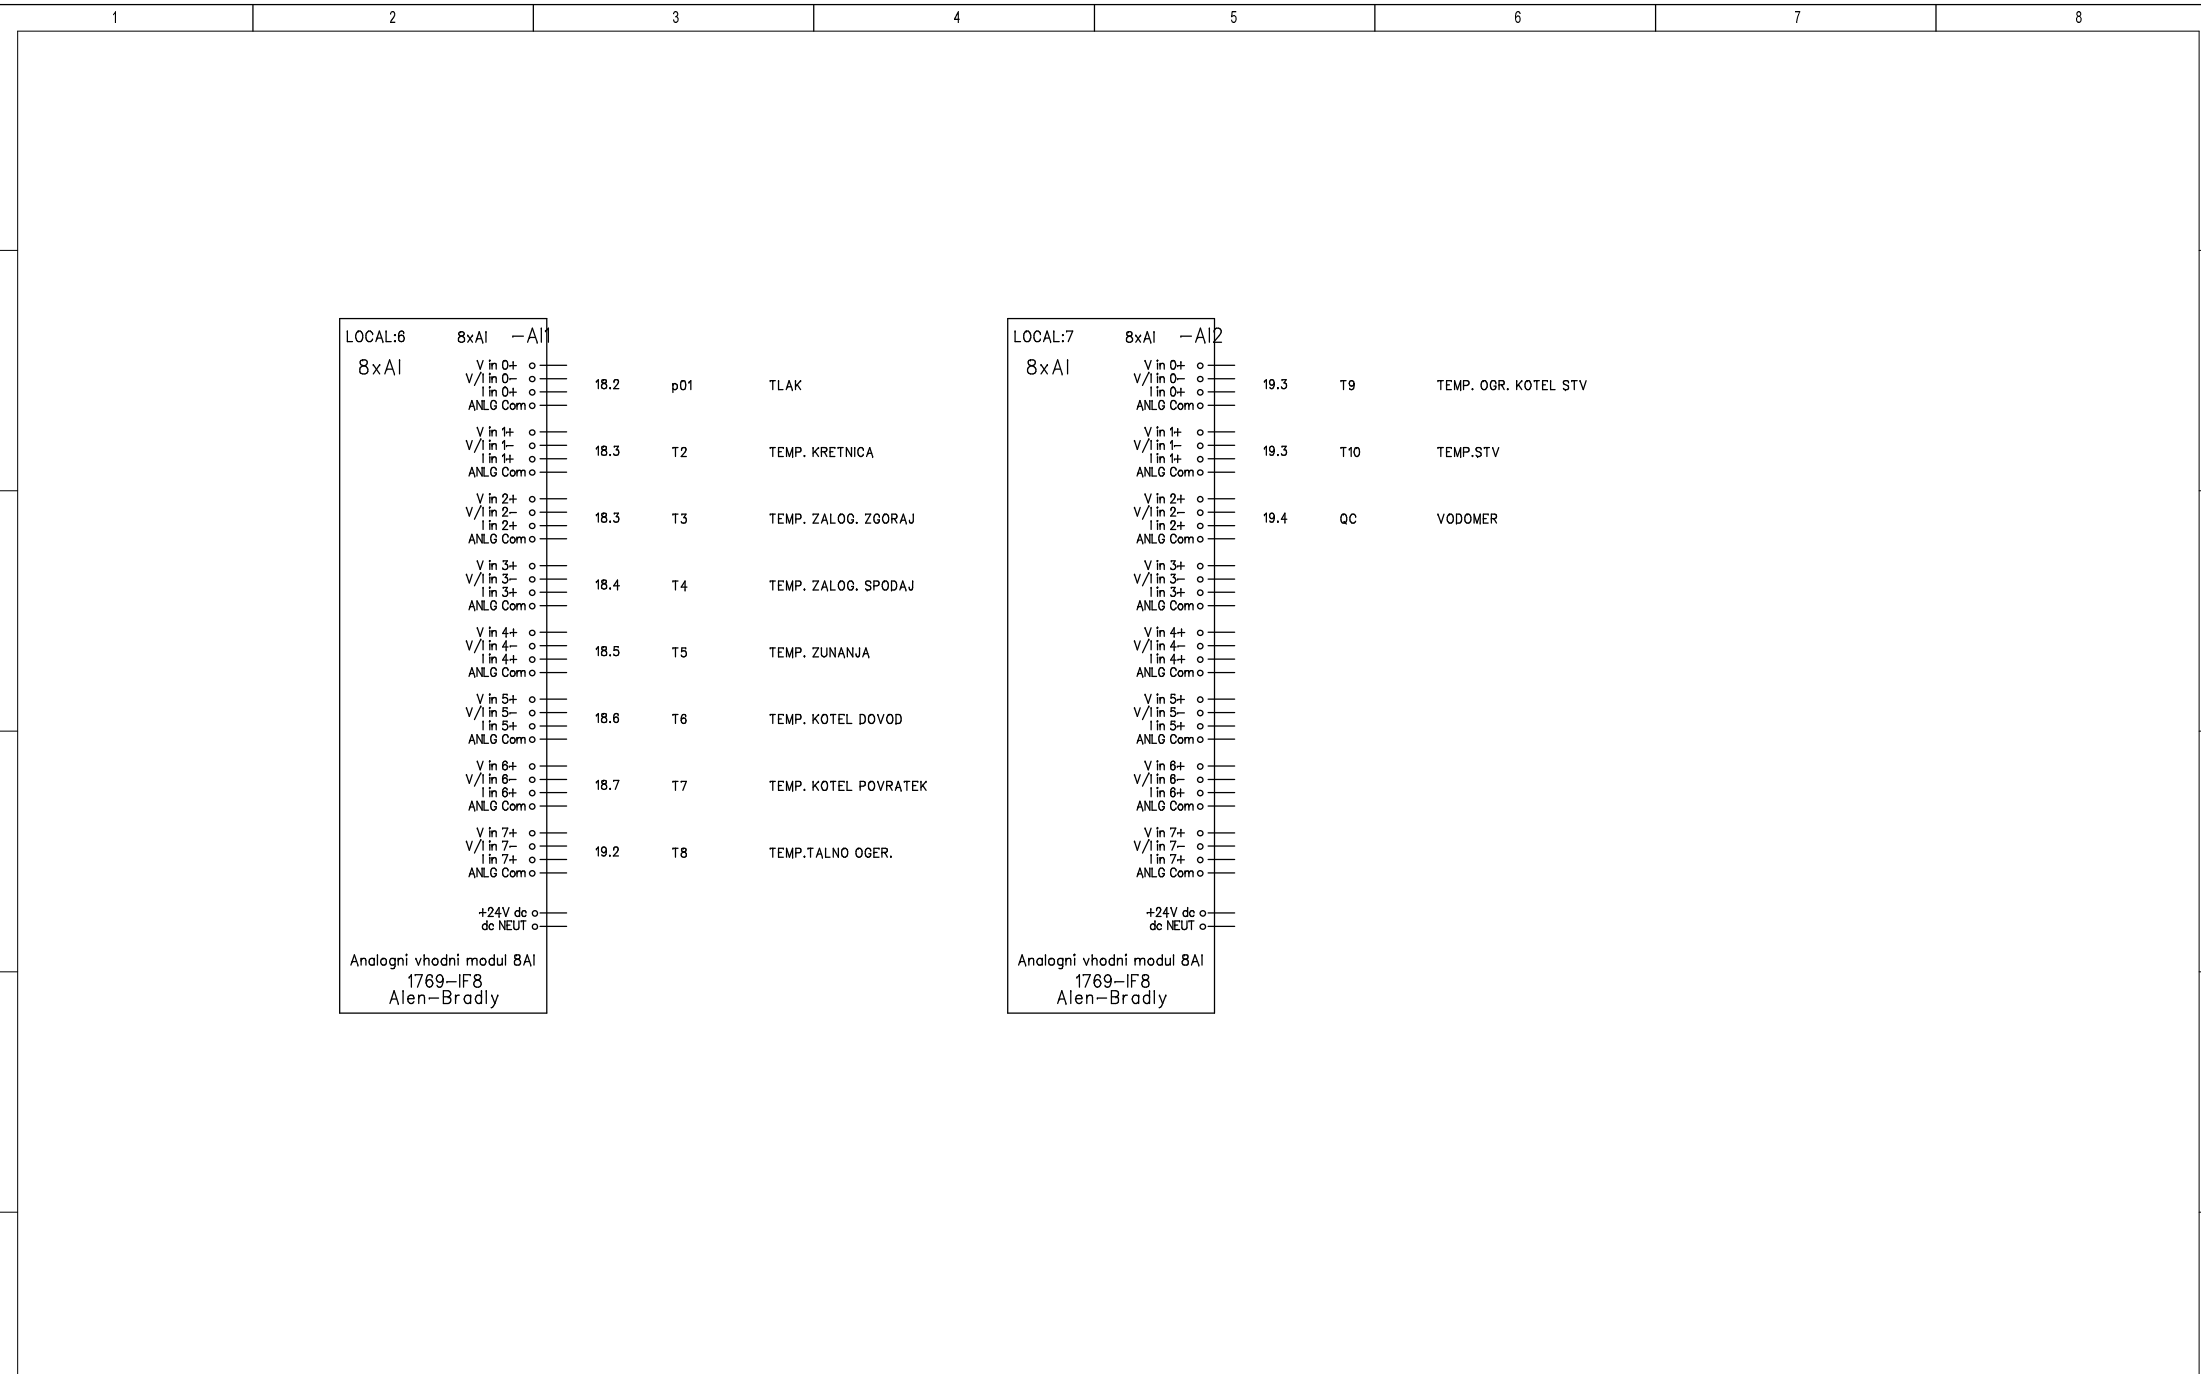 1 2 3 4 5 6 7 8
LOCAL:6 8xAI -AI1
8xAI
V in 0+
V/I in 0-
I in 0+
ANLG Com
18.2 p01 TLAK
V in 1+
V/I in 1-
I in 1+
ANLG Com
18.3 T2 TEMP. KRETNICA
V in 2+
V/I in 2-
I in 2+
ANLG Com
18.3 T3 TEMP. ZALOG. ZGORAJ
V in 3+
V/I in 3-
I in 3+
ANLG Com
18.4 T4 TEMP. ZALOG. SPODAJ
V in 4+
V/I in 4-
I in 4+
ANLG Com
18.5 T5 TEMP. ZUNANJA
V in 5+
V/I in 5-
I in 5+
ANLG Com
18.6 T6 TEMP. KOTEL DOVOD
V in 6+
V/I in 6-
I in 6+
ANLG Com
18.7 T7 TEMP. KOTEL POVRATEK
V in 7+
V/I in 7-
I in 7+
ANLG Com
19.2 T8 TEMP.TALNO OGER.
+24V dc
dc NEUT
Analogni vhodni modul 8AI
1769-IF8
Alen-Bradly
LOCAL:7 8xAI -AI2
8xAI
V in 0+
V/I in 0-
I in 0+
ANLG Com
19.3 T9 TEMP. OGR. KOTEL STV
V in 1+
V/I in 1-
I in 1+
ANLG Com
19.3 T10 TEMP.STV
V in 2+
V/I in 2-
I in 2+
ANLG Com
19.4 QC VODOMER
V in 3+
V/I in 3-
I in 3+
ANLG Com
V in 4+
V/I in 4-
I in 4+
ANLG Com
V in 5+
V/I in 5-
I in 5+
ANLG Com
V in 6+
V/I in 6-
I in 6+
ANLG Com
V in 7+
V/I in 7-
I in 7+
ANLG Com
+24V dc
dc NEUT
Analogni vhodni modul 8AI
1769-IF8
Alen-Bradly